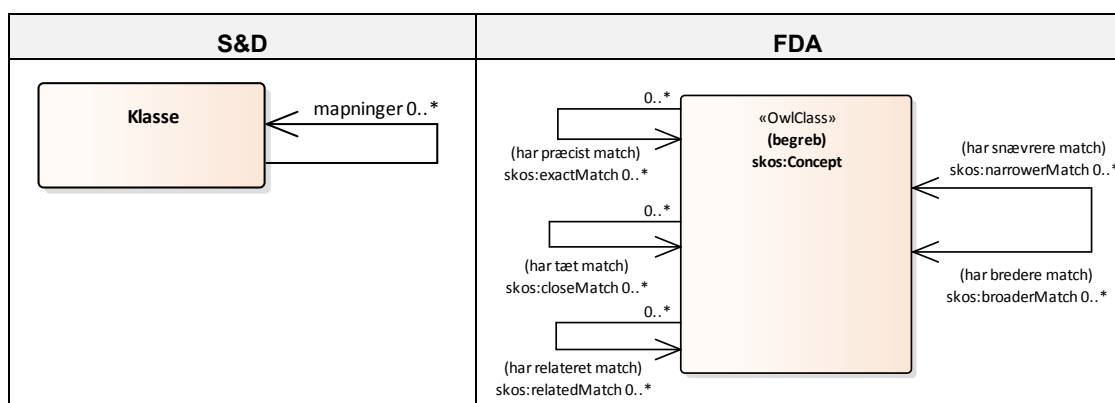 S&D
FDA
Klasse
mapninger 0..*
0..*
(har præcist match)
skos:exactMatch 0..*
0..*
(har tæt match)
skos:closeMatch 0..*
0..*
(har relateret match)
skos:relatedMatch 0..*
«OwlClass»
(begreb)
skos:Concept
(har snævrere match)
skos:narrowerMatch 0..*
(har bredere match)
skos:broaderMatch 0..*